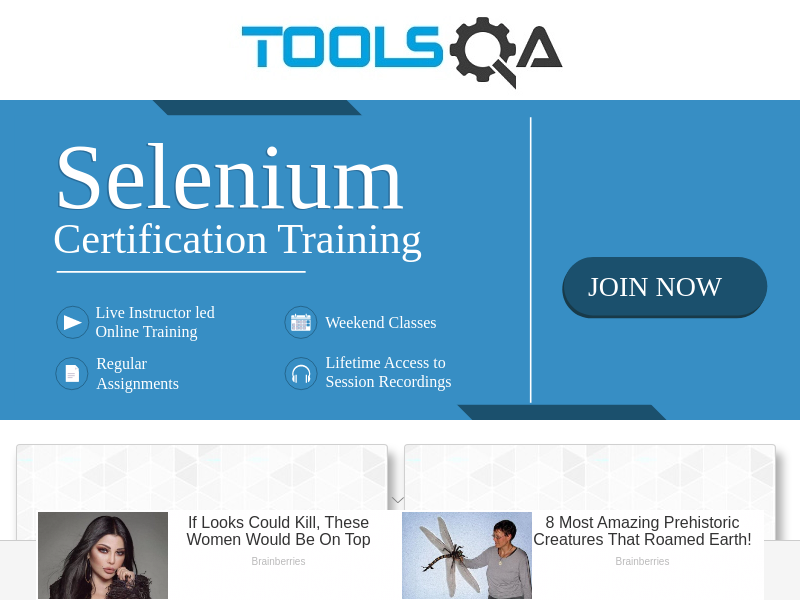 TOOLSQA
Selenium
Certification Training
JOIN NOW
Live Instructor led
Online Training
Weekend Classes
Regular
Assignments
Lifetime Access to
Session Recordings
If Looks Could Kill, These
Women Would Be On Top
Brainberries
8 Most Amazing Prehistoric
Creatures That Roamed Earth!
Brainberries